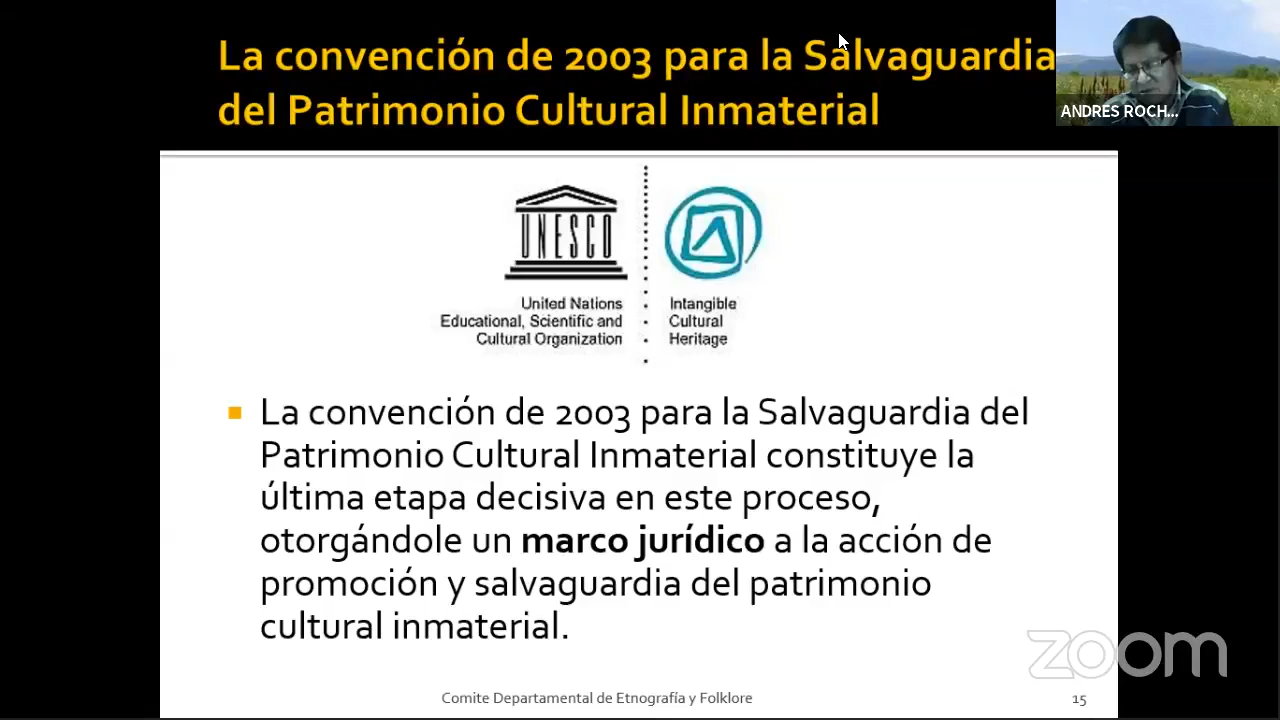 La convención de 2003 para la Salvaguardia
del Patrimonio Cultural Inmaterial
ANDRES ROCH...
UNESCO
United Nations
Educational, Scientific and
Cultural Organization
Intangible
Cultural
Heritage
La convención de 2003 para la Salvaguardia del
Patrimonio Cultural Inmaterial constituye la
última etapa decisiva en este proceso,
otorgándole un marco jurídico a la acción de
promoción y salvaguardia del patrimonio
cultural inmaterial.
zoom
Comite Departamental de Etnografía y Folklore
15